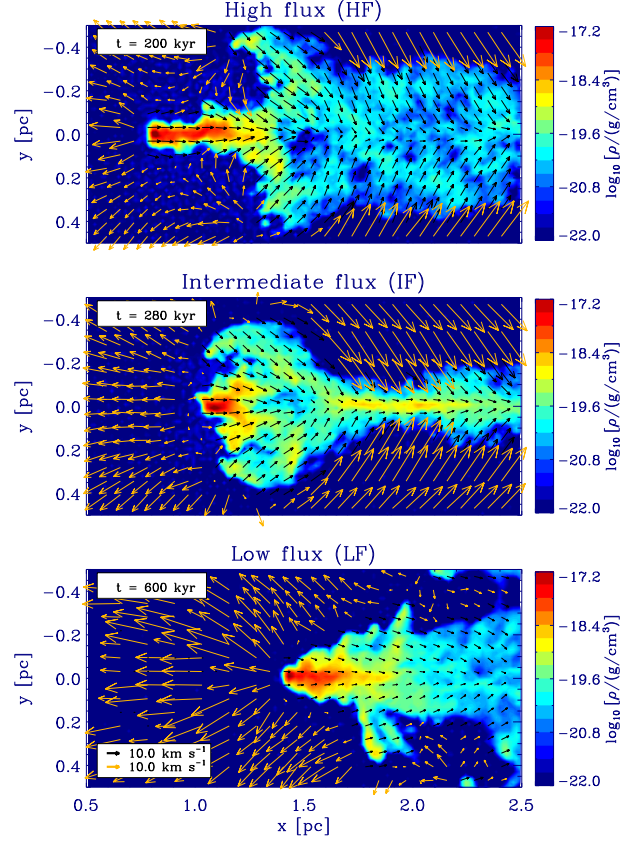 High flux (HF)
t = 200 kyr
y [pc]
-0.4
-0.2
0.0
0.2
0.4
-17.2
-18.4
-19.6
-20.8
-22.0
log₁₀ [ρ/(g/cm³)]
Intermediate flux (IF)
t = 280 kyr
y [pc]
-0.4
-0.2
0.0
0.2
0.4
-17.2
-18.4
-19.6
-20.8
-22.0
log₁₀ [ρ/(g/cm³)]
Low flux (LF)
t = 600 kyr
y [pc]
-0.4
-0.2
0.0
0.2
0.4
10.0 km s⁻¹
10.0 km s⁻¹
-17.2
-18.4
-19.6
-20.8
-22.0
log₁₀ [ρ/(g/cm³)]
0.5 1.0 1.5 2.0 2.5
x [pc]